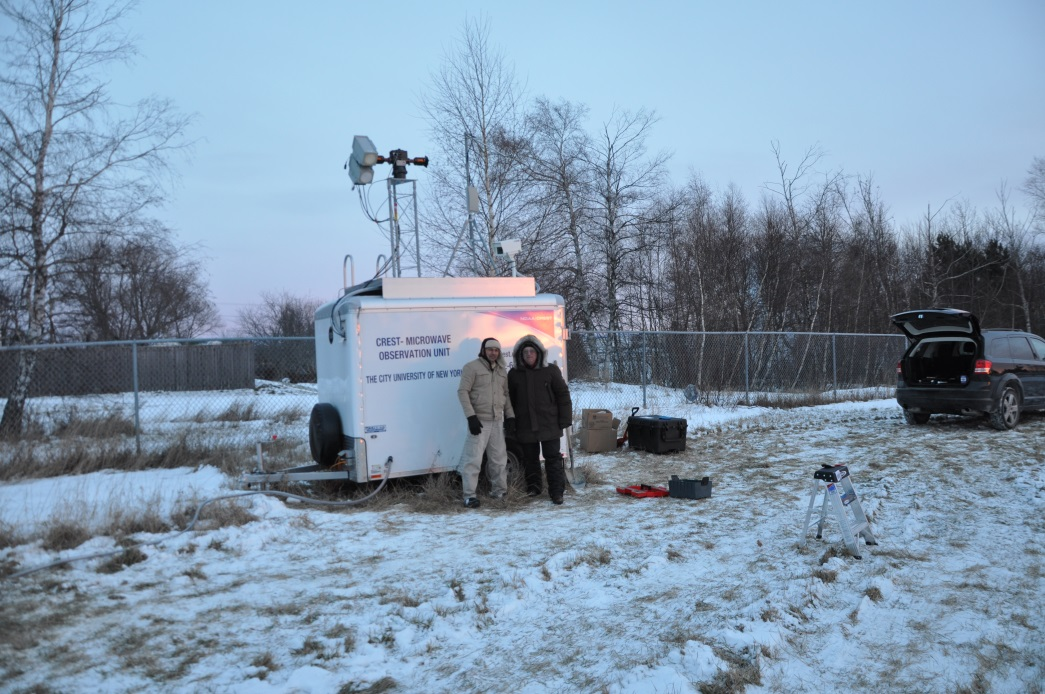 CREST- MICROWAVE
OBSERVATION UNIT
THE CITY UNIVERSITY OF NEW YORK